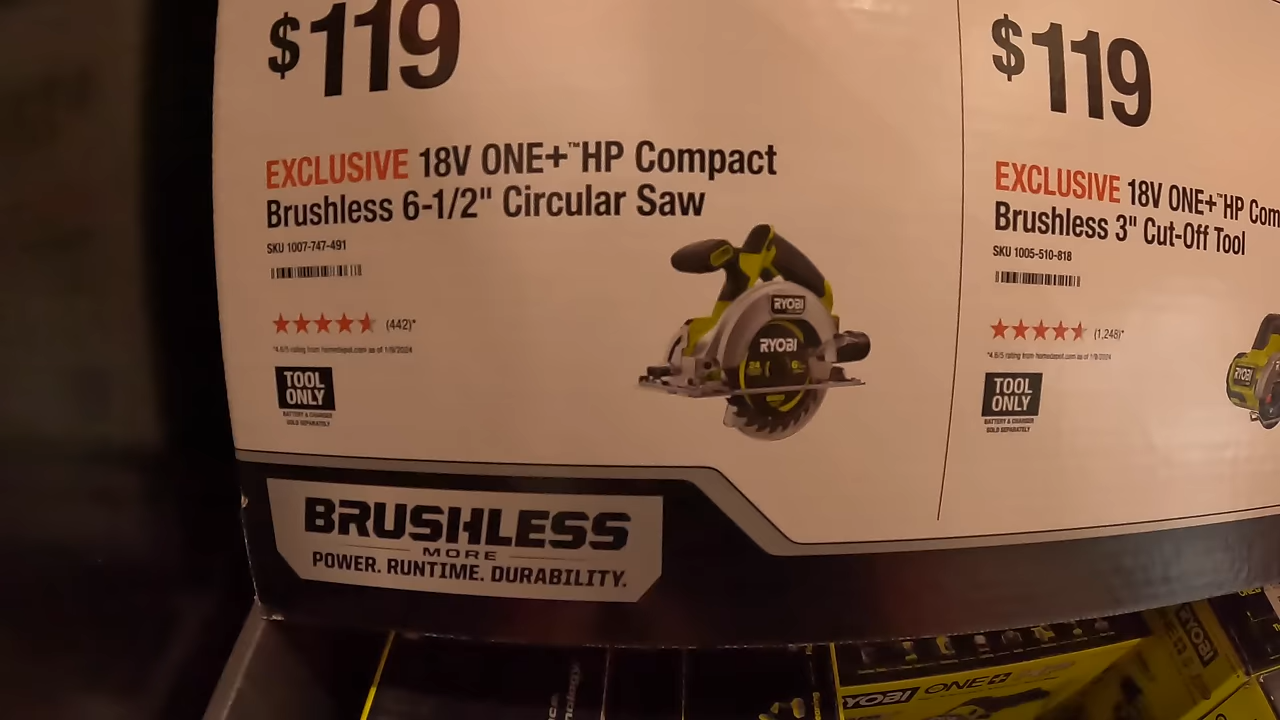 $119
EXCLUSIVE 18V ONE+™HP Compact
Brushless 6-1/2" Circular Saw
SKU 1007-747-491
(442)*
*4.6/5 rating from homedepot.com as of 1/9/2024
TOOL
ONLY
BATTERY & CHARGER
SOLD SEPARATELY
RYOBI
RYOBI
24
6
$119
EXCLUSIVE 18V ONE+™HP Com
Brushless 3" Cut-Off Tool
SKU 1005-510-818
(1,248)*
*4.6/5 rating from homedepot.com as of 1/9/2024
TOOL
ONLY
BATTERY & CHARGER
SOLD SEPARATELY
RYOBI
BRUSHLESS
MORE
POWER. RUNTIME. DURABILITY.
RYOBI ONE+ HP
RYOBI